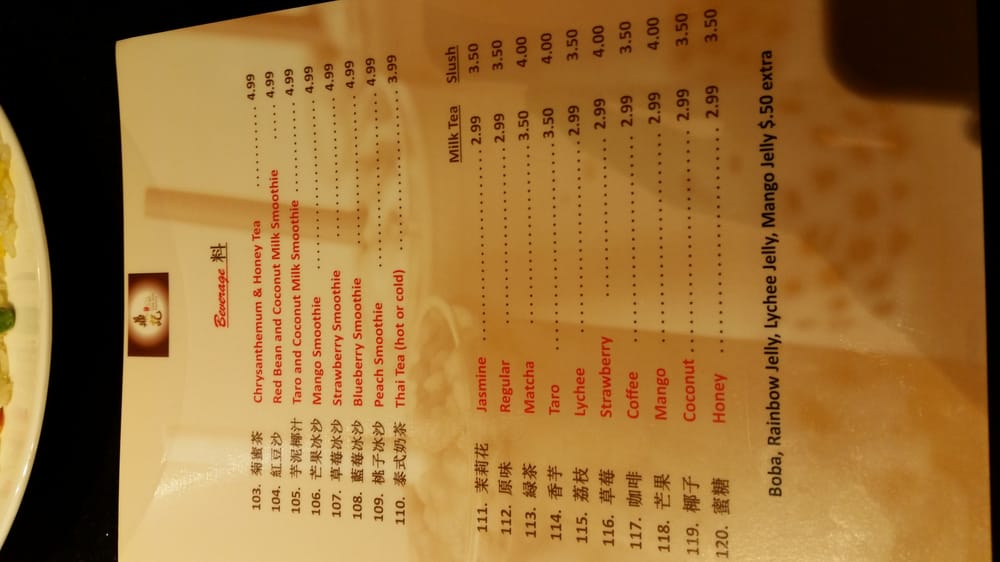 鼎記
Beverage 料
103. 菊蜜茶 Chrysanthemum & Honey Tea ............ 4.99
104. 紅豆沙 Red Bean and Coconut Milk Smoothie ..... 4.99
105. 芋泥椰汁 Taro and Coconut Milk Smoothie ............ 4.99
106. 芒果冰沙 Mango Smoothie ........................ 4.99
107. 草莓冰沙 Strawberry Smoothie ..................... 4.99
108. 藍莓冰沙 Blueberry Smoothie ..................... 4.99
109. 桃子冰沙 Peach Smoothie ........................ 4.99
110. 泰式奶茶 Thai Tea (hot or cold) ..................... 3.99
Milk Tea Slush
111. 茉莉花 Jasmine ........................ 2.99 3.50
112. 原味 Regular ........................ 2.99 3.50
113. 緑茶 Matcha ........................ 3.50 4.00
114. 香芋 Taro ........................ 3.50 4.00
115. 荔枝 Lychee ........................ 2.99 3.50
116. 草莓 Strawberry ..................... 2.99 4.00
117. 咖啡 Coffee ........................ 2.99 3.50
118. 芒果 Mango ........................ 2.99 4.00
119. 椰子 Coconut ........................ 2.99 3.50
120. 蜜糖 Honey ........................ 2.99 3.50
Boba, Rainbow Jelly, Lychee Jelly, Mango Jelly $.50 extra